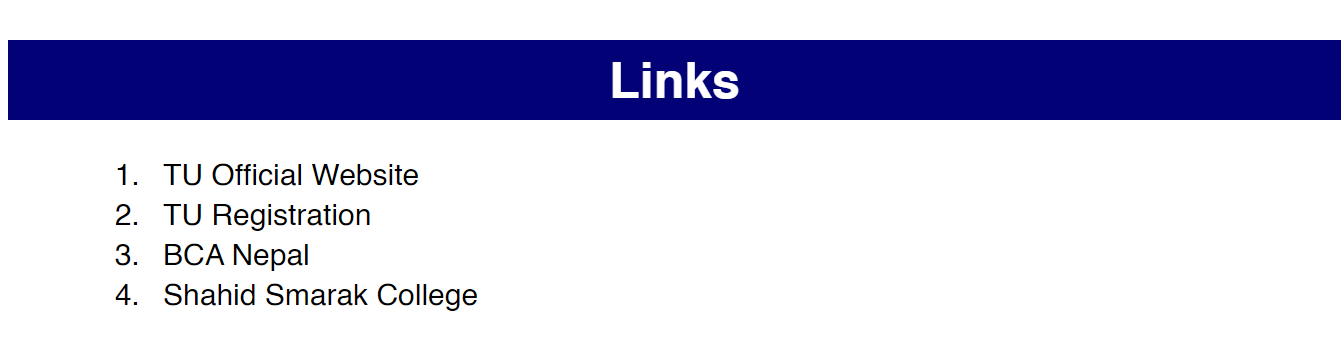 Links
1. TU Official Website
2. TU Registration
3. BCA Nepal
4. Shahid Smarak College